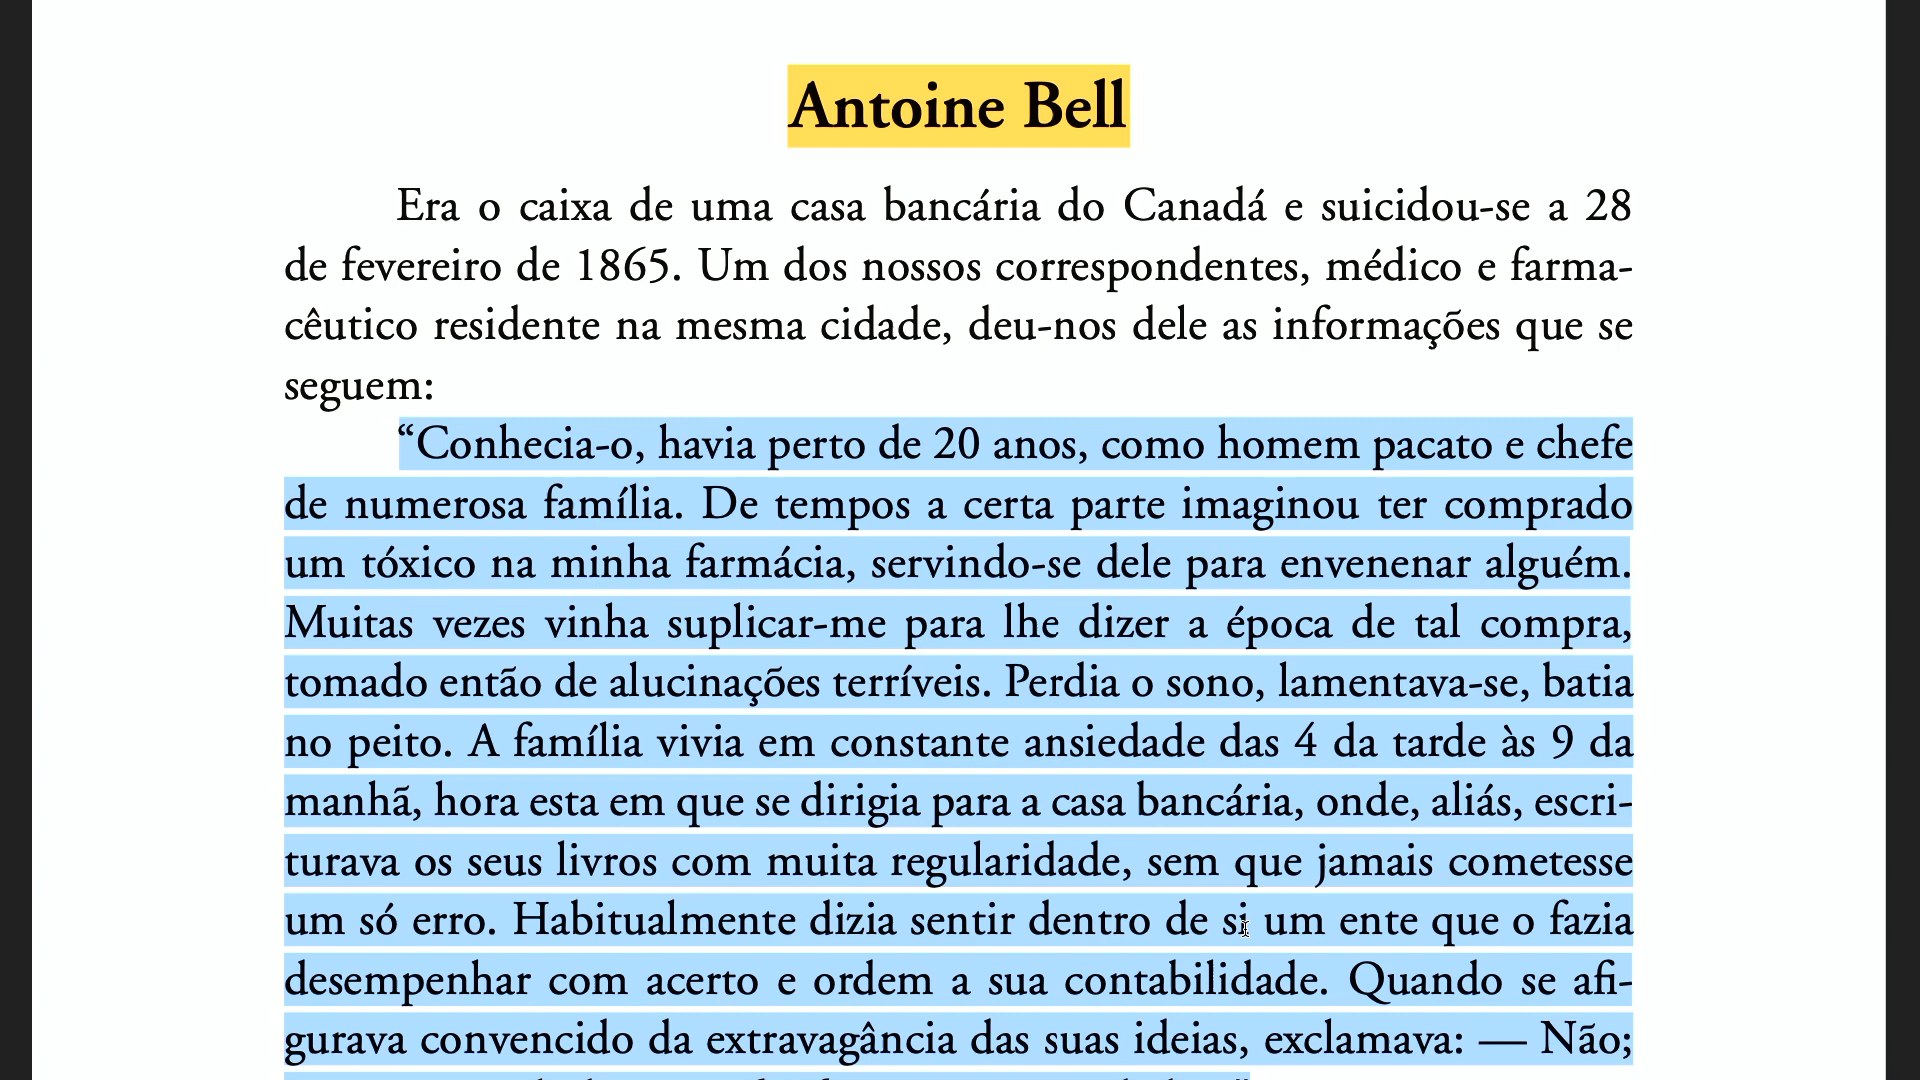 Antoine Bell
Era o caixa de uma casa bancária do Canadá e suicidou-se a 28
de fevereiro de 1865. Um dos nossos correspondentes, médico e farma-
cêutico residente na mesma cidade, deu-nos dele as informações que se
seguem:
“Conhecia-o, havia perto de 20 anos, como homem pacato e chefe
de numerosa família. De tempos a certa parte imaginou ter comprado
um tóxico na minha farmácia, servindo-se dele para envenenar alguém.
Muitas vezes vinha suplicar-me para lhe dizer a época de tal compra,
tomado então de alucinações terríveis. Perdia o sono, lamentava-se, batia
no peito. A família vivia em constante ansiedade das 4 da tarde às 9 da
manhã, hora esta em que se dirigia para a casa bancária, onde, aliás, escri-
turava os seus livros com muita regularidade, sem que jamais cometesse
um só erro. Habitualmente dizia sentir dentro de si um ente que o fazia
desempenhar com acerto e ordem a sua contabilidade. Quando se afi-
gurava convencido da extravagância das suas ideias, exclamava: — Não;